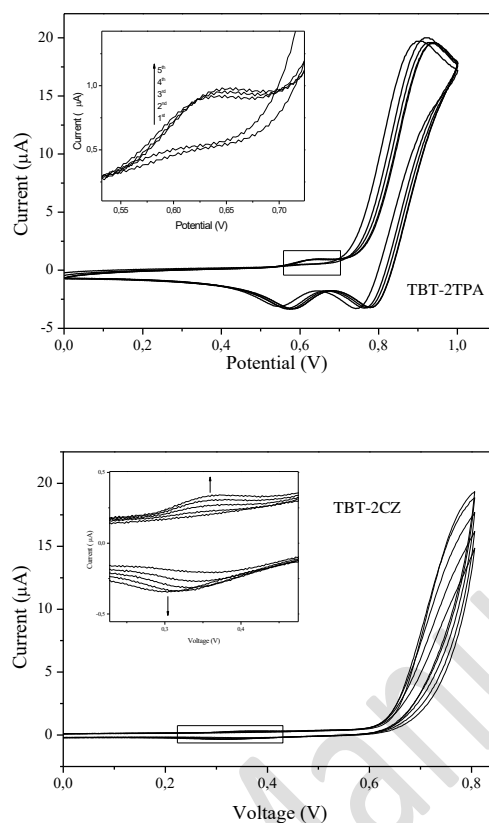 20
15
10
5
0
-5
Current (µA)
0,0 0,2 0,4 0,6 0,8 1,0
Potential (V)
TBT-2TPA
1,0
0,5
Current ( µA)
5th
4th
1st
0,55 0,60 0,65 0,70
Potential (V)
20
15
10
5
0
Current (µA)
0,0 0,2 0,4 0,6 0,8
Voltage (V)
TBT-2CZ
0,5
0,0
-0,5
Current ( µA)
0,3 0,4
Voltage (V)
Man